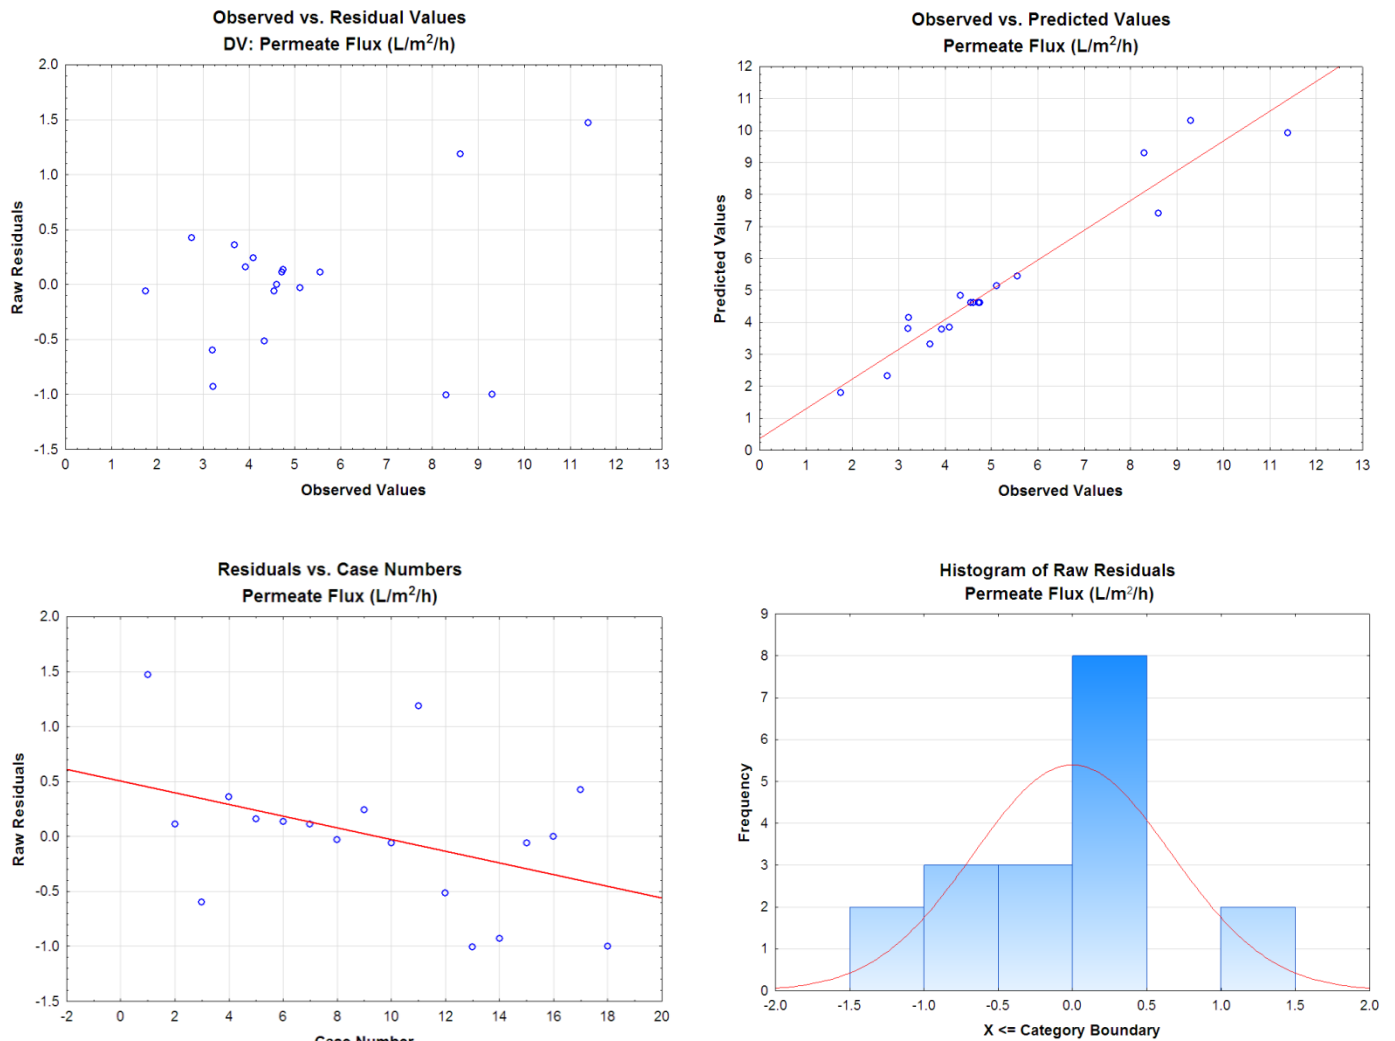 Observed vs. Residual Values
DV: Permeate Flux (L/m²/h)
2.0
1.5
1.0
0.5
0.0
-0.5
-1.0
-1.5
Raw Residuals
0 1 2 3 4 5 6 7 8 9 10 11 12 13
Observed Values
Observed vs. Predicted Values
Permeate Flux (L/m²/h)
12
11
10
9
8
7
6
5
4
3
2
1
0
Predicted Values
0 1 2 3 4 5 6 7 8 9 10 11 12 13
Observed Values
Residuals vs. Case Numbers
Permeate Flux (L/m²/h)
2.0
1.5
1.0
0.5
0.0
-0.5
-1.0
-1.5
Raw Residuals
-2 0 2 4 6 8 10 12 14 16 18 20
Case Number
Histogram of Raw Residuals
Permeate Flux (L/m²/h)
9
8
7
6
5
4
3
2
1
0
Frequency
-2.0 -1.5 -1.0 -0.5 0.0 0.5 1.0 1.5 2.0
X <= Category Boundary